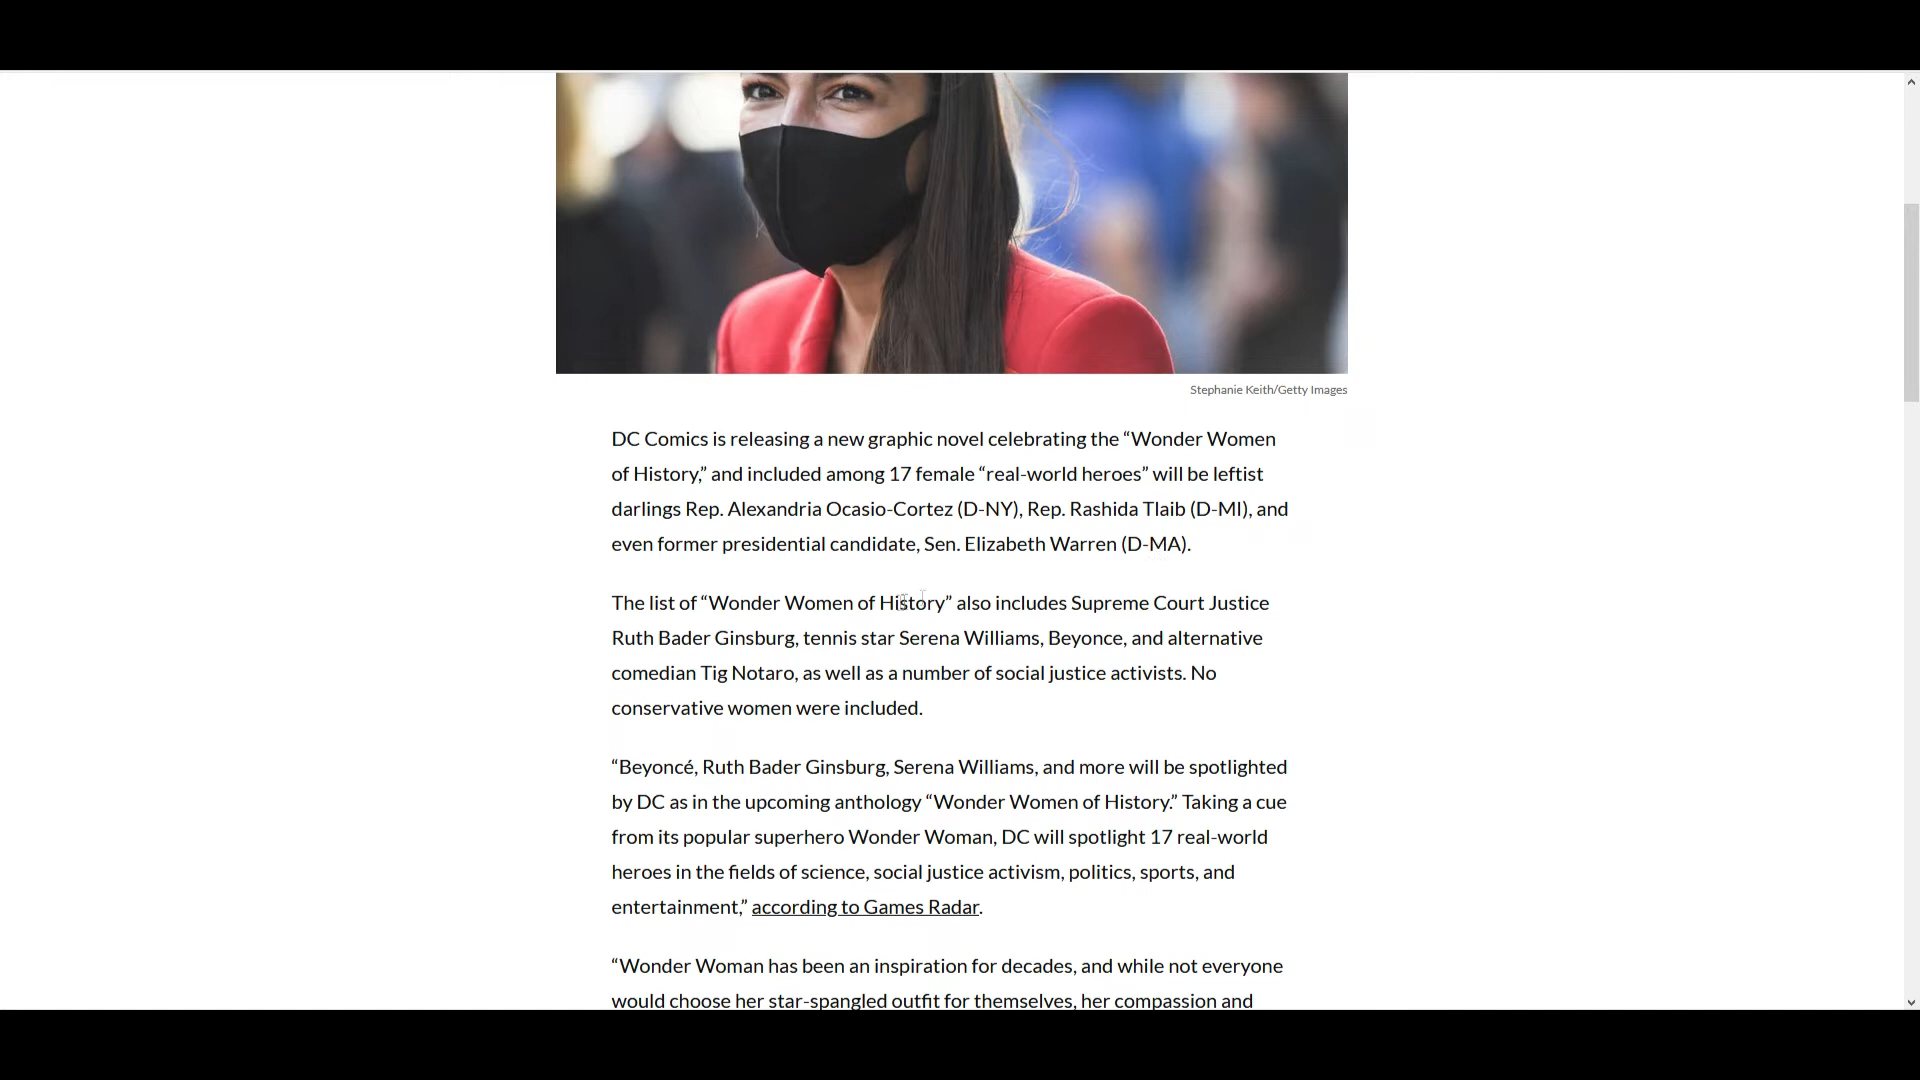 Stephanie Keith/Getty Images
DC Comics is releasing a new graphic novel celebrating the “Wonder Women
of History,” and included among 17 female “real-world heroes” will be leftist
darlings Rep. Alexandria Ocasio-Cortez (D-NY), Rep. Rashida Tlaib (D-MI), and
even former presidential candidate, Sen. Elizabeth Warren (D-MA).
The list of “Wonder Women of History” also includes Supreme Court Justice
Ruth Bader Ginsburg, tennis star Serena Williams, Beyonce, and alternative
comedian Tig Notaro, as well as a number of social justice activists. No
conservative women were included.
“Beyoncé, Ruth Bader Ginsburg, Serena Williams, and more will be spotlighted
by DC as in the upcoming anthology “Wonder Women of History.” Taking a cue
from its popular superhero Wonder Woman, DC will spotlight 17 real-world
heroes in the fields of science, social justice activism, politics, sports, and
entertainment,” according to Games Radar.
“Wonder Woman has been an inspiration for decades, and while not everyone
would choose her star-spangled outfit for themselves, her compassion and